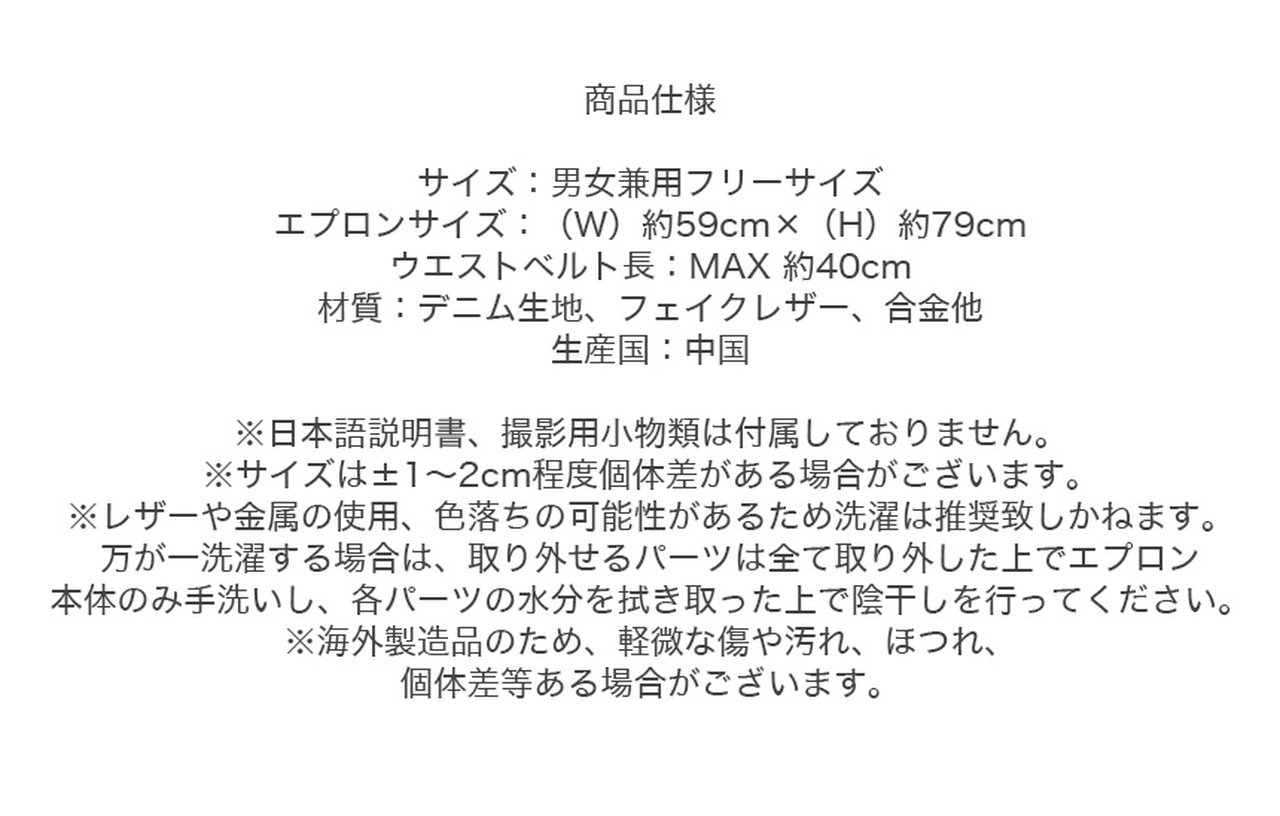 商品仕様
サイズ：男女兼用フリーサイズ
エプロンサイズ：（W）約59cm×（H）約79cm
ウエストベルト長：MAX 約40cm
材質：デニム生地、フェイクレザー、合金他
生産国：中国
※日本語説明書、撮影用小物類は付属しておりません。
※サイズは±1〜2cm程度個体差がある場合がございます。
※レザーや金属の使用、色落ちの可能性があるため洗濯は推奨致しかねます。
万が一洗濯する場合は、取り外せるパーツは全て取り外した上でエプロン
本体のみ手洗いし、各パーツの水分を拭き取った上で陰干しを行ってください。
※海外製造品のため、軽微な傷や汚れ、ほつれ、
個体差等ある場合がございます。